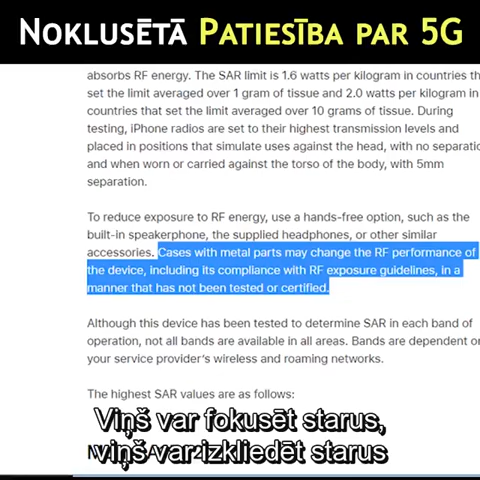 Noklusētā Patiesība par 5G
absorbs RF energy. The SAR limit is 1.6 watts per kilogram in countries th
set the limit averaged over 1 gram of tissue and 2.0 watts per kilogram in
countries that set the limit averaged over 10 grams of tissue. During
testing, iPhone radios are set to their highest transmission levels and
placed in positions that simulate uses against the head, with no separatio
and when worn or carried against the torso of the body, with 5mm
separation.
To reduce exposure to RF energy, use a hands-free option, such as the
built-in speakerphone, the supplied headphones, or other similar
accessories. Cases with metal parts may change the RF performance of
the device, including its compliance with RF exposure guidelines, in a
manner that has not been tested or certified.
Although this device has been tested to determine SAR in each band of
operation, not all bands are available in all areas. Bands are dependent o
your service provider's wireless and roaming networks.
The highest SAR values are as follows:
Viņš var fokusēt starus,
viņš var izkliedēt starus